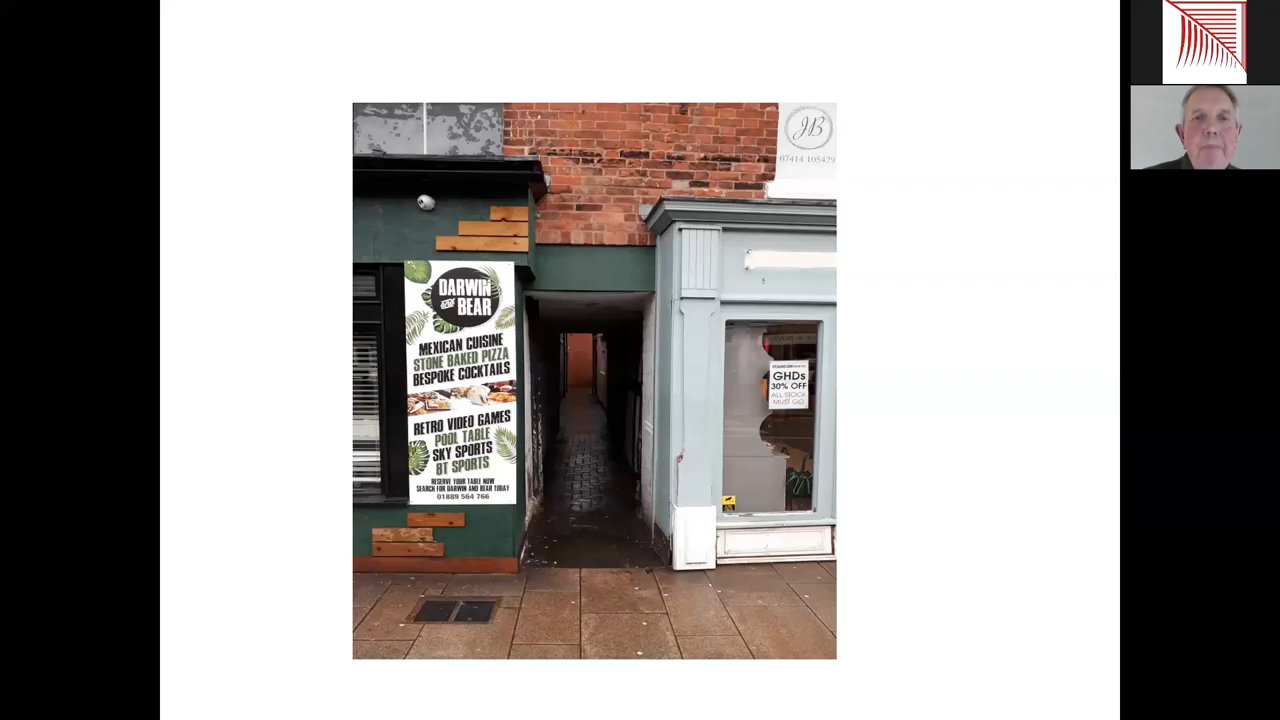 JB
07414 105429
DARWIN
and
BEAR
MEXICAN CUISINE
STONE BAKED PIZZA
BESPOKE COCKTAILS
RETRO VIDEO GAMES
POOL TABLE
SKY SPORTS
BT SPORTS
RESERVE YOUR TABLE NOW
SEARCH FOR DARWIN AND BEAR TODAY
01889 564 766
GHDs
30% OFF
ALL STOCK
MUST GO